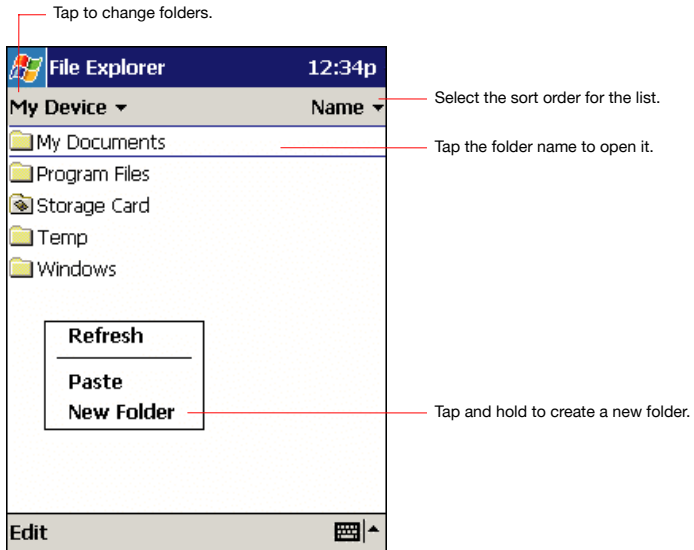 Tap to change folders.
File Explorer 12:34p
My Device Name
Select the sort order for the list.
My Documents
Tap the folder name to open it.
Program Files
Storage Card
Temp
Windows
Refresh
Paste
New Folder
Tap and hold to create a new folder.
Edit